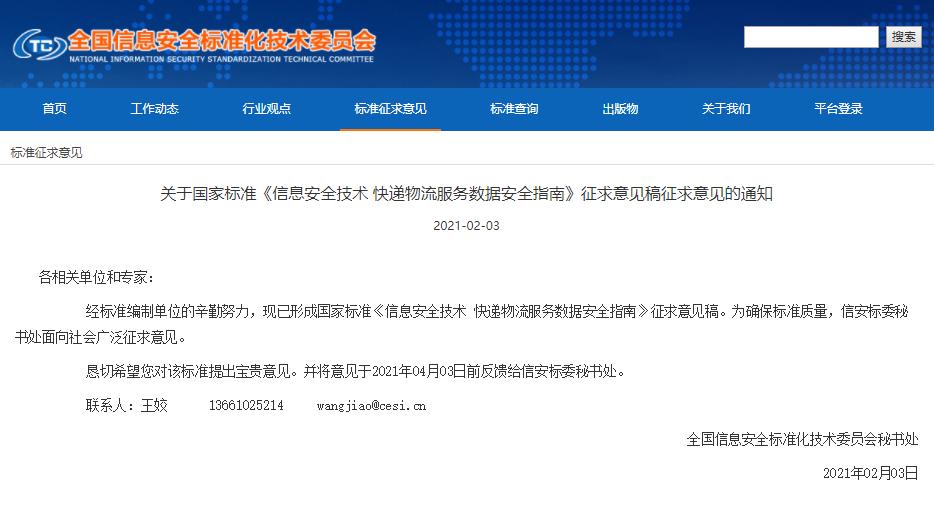 全国信息安全标准化技术委员会
NATIONAL INFORMATION SECURITY STANDARDIZATION TECHNICAL COMMITTEE
TC
搜索
首页 工作动态 行业观点 标准征求意见 标准查询 出版物 关于我们 平台登录
标准征求意见
关于国家标准《信息安全技术 快递物流服务数据安全指南》征求意见稿征求意见的通知
2021-02-03
各相关单位和专家：
经标准编制单位的辛勤努力，现已形成国家标准《信息安全技术 快递物流服务数据安全指南》征求意见稿。为确保标准质量，信安标委秘
书处面向社会广泛征求意见。
恳切希望您对该标准提出宝贵意见。并将意见于2021年04月03日前反馈给信安标委秘书处。
联系人：王姣 13661025214 wangjiao@cesi.cn
全国信息安全标准化技术委员会秘书处
2021年02月03日